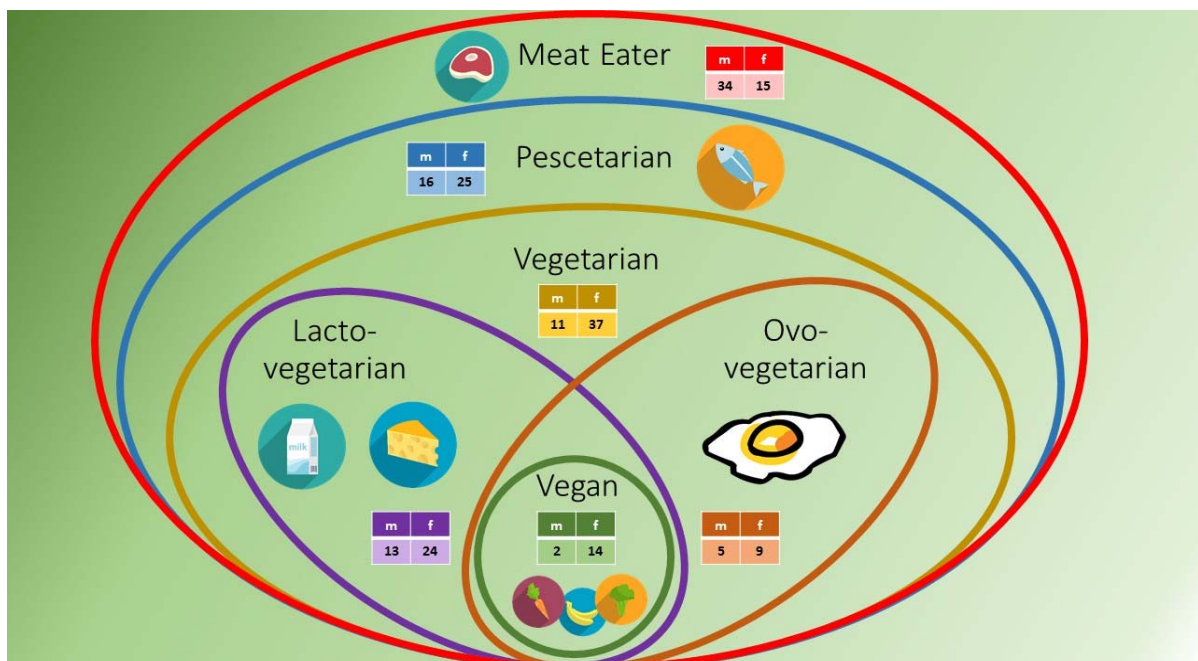 Meat Eater
m f
34 15
Pescetarian
m f
16 25
Vegetarian
m f
11 37
Lacto-
vegetarian
milk
m f
13 24
Vegan
m f
2 14
Ovo-
vegetarian
m f
5 9